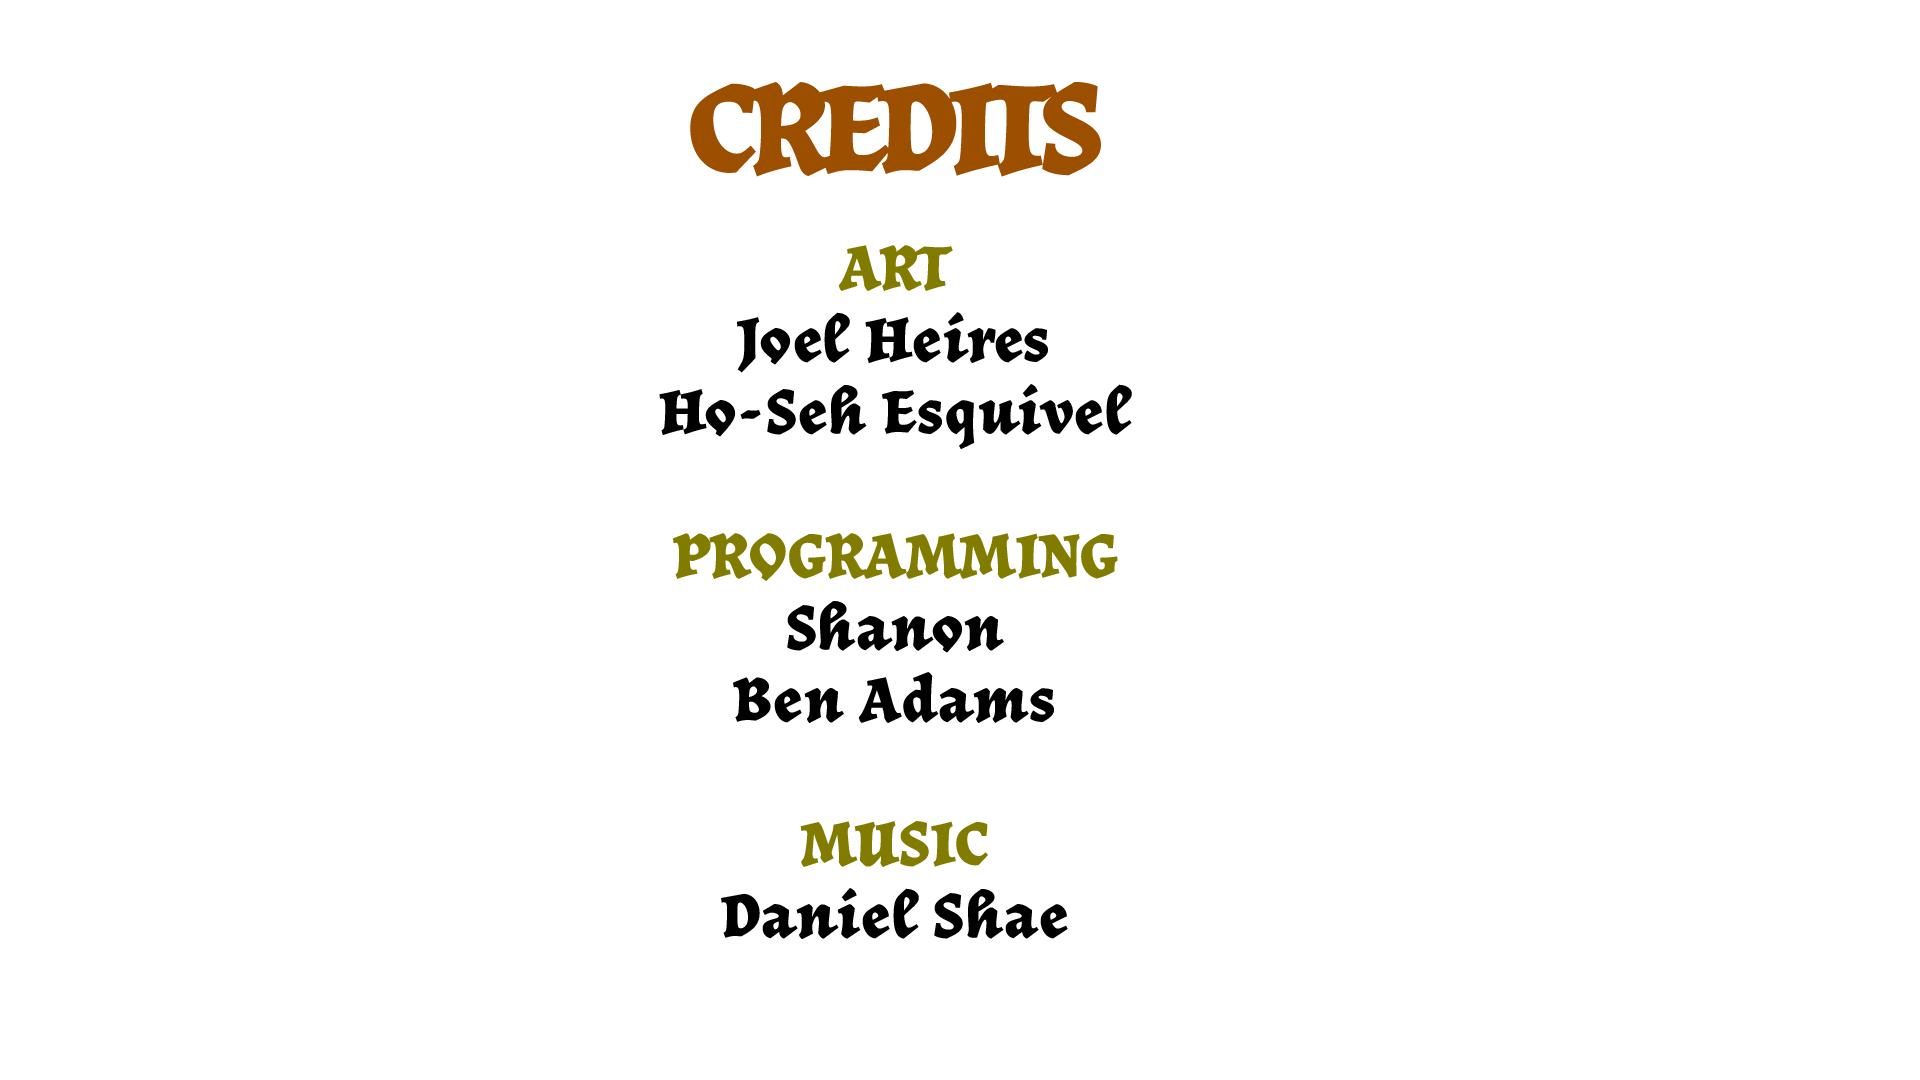 CREDITS
ART
Joel Heires
Ho-Seh Esquivel
PROGRAMMING
Shanon
Ben Adams
MUSIC
Daniel Shae